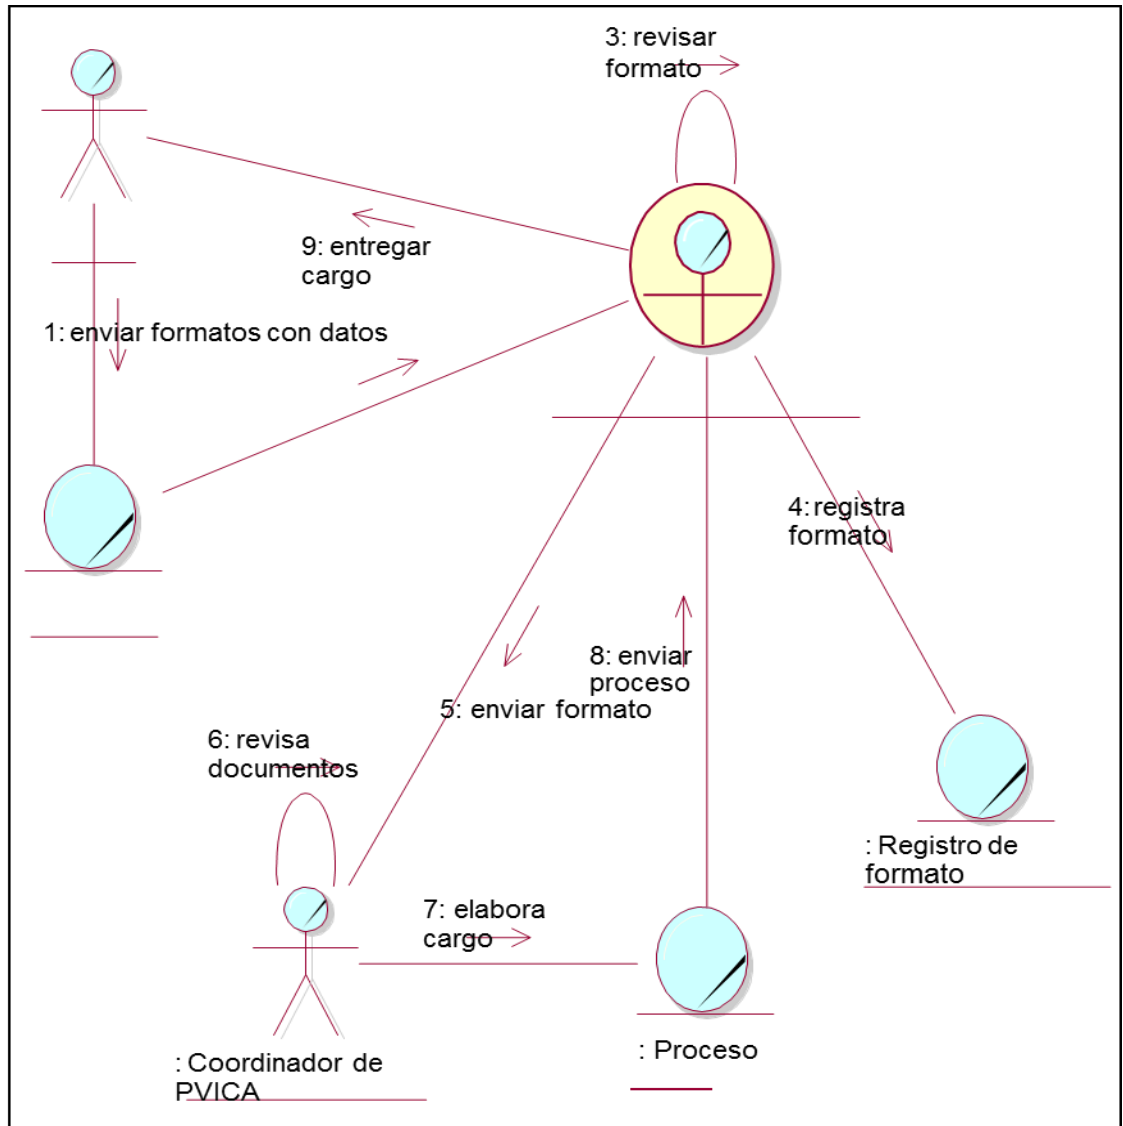 3: revisar
formato
9: entregar
cargo
1: enviar formatos con datos
4: registra
formato
8: enviar
proceso
5: enviar formato
6: revisa
documentos
: Registro de
formato
7: elabora
cargo
: Proceso
: Coordinador de
PVICA